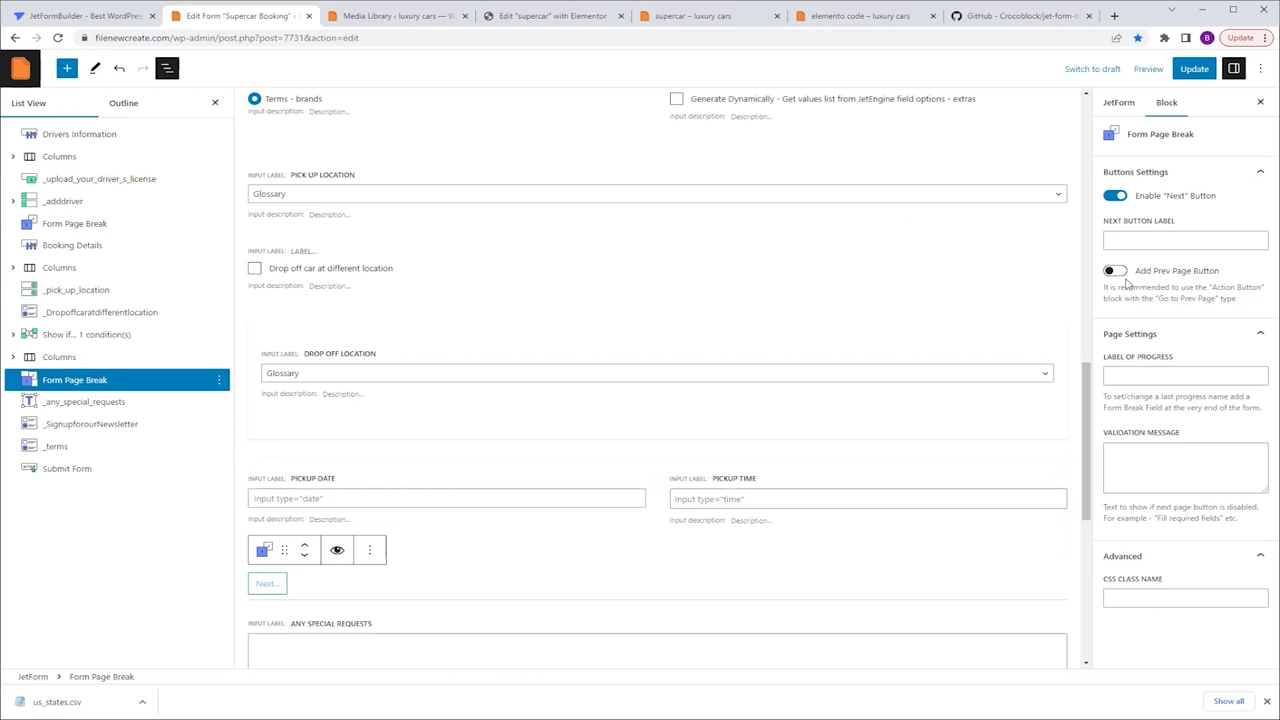 JetFormBuilder - Best WordPres
Edit Form "Supercar Booking" ‹
Media Library ‹ luxury cars — W
Edit "supercar" with Elementor
supercar – luxury cars
elemento code – luxury cars
GitHub - Crocoblock/jet-form-b
filenewcreate.com/wp-admin/post.php?post=7731&action=edit
B
Update
Switch to draft
Preview
Update
List View
Outline
Drivers Information
Columns
_upload_your_driver_s_license
_adddriver
Form Page Break
Booking Details
Columns
_pick_up_location
_Dropoffcaratdifferentlocation
Show if... 1 condition(s)
Columns
Form Page Break
_any_special_requests
_SignupforourNewsletter
_terms
Submit Form
Terms - brands
input description: Description...
Generate Dynamically - Get values list from JetEngine field options - extras
input description: Description...
INPUT LABEL: PICK UP LOCATION
Glossary
input description: Description...
INPUT LABEL: LABEL...
Drop off car at different location
input description: Description...
INPUT LABEL: DROP OFF LOCATION
Glossary
input description: Description...
INPUT LABEL: PICKUP DATE
Input type="date"
input description: Description...
INPUT LABEL: PICKUP TIME
Input type="time"
input description: Description...
Next...
INPUT LABEL: ANY SPECIAL REQUESTS
JetForm
Block
Form Page Break
Buttons Settings
Enable "Next" Button
NEXT BUTTON LABEL
Add Prev Page Button
It is recommended to use the "Action Button"
block with the "Go to Prev Page" type
Page Settings
LABEL OF PROGRESS
To set/change a last progress name add a
Form Break Field at the very end of the form.
VALIDATION MESSAGE
Text to show if next page button is disabled.
For example - "Fill required fields" etc.
Advanced
CSS CLASS NAME
JetForm
Form Page Break
us_states.csv
Show all